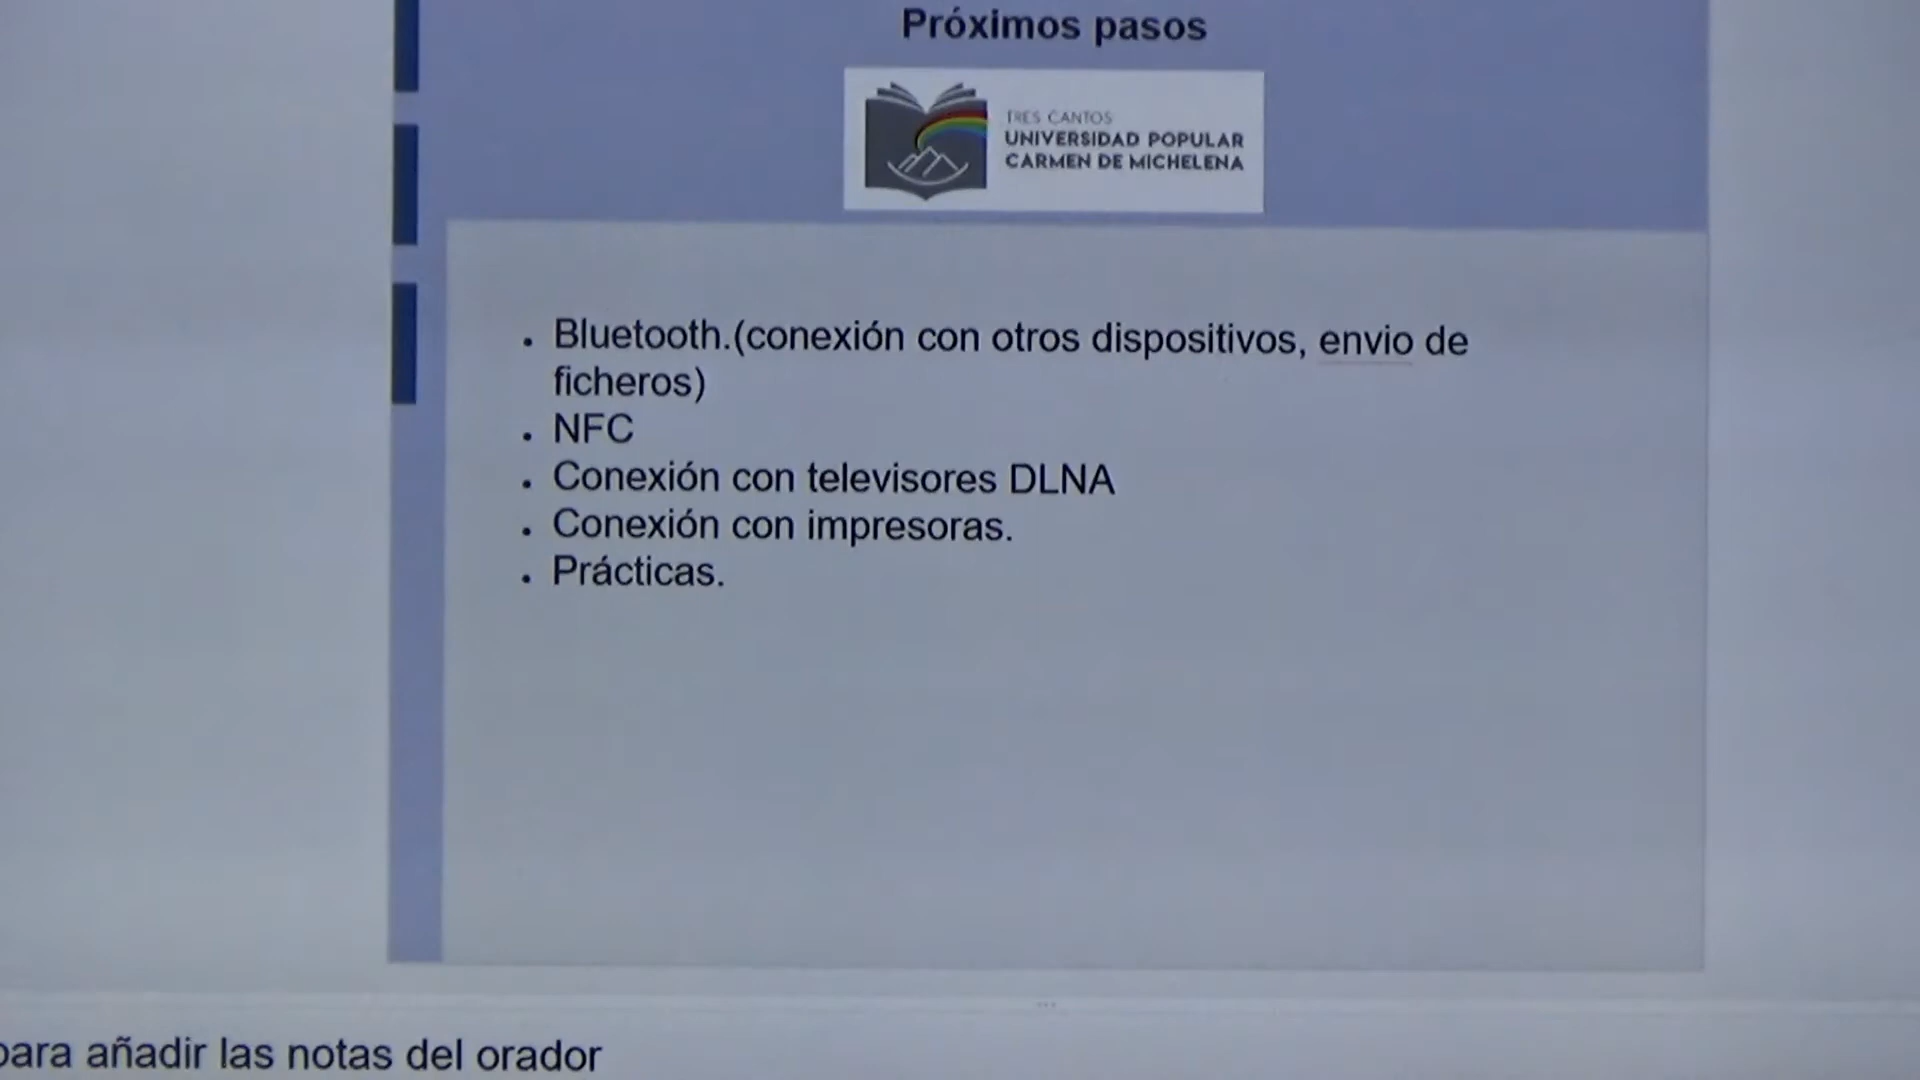 Próximos pasos
TRES CANTOS
UNIVERSIDAD POPULAR
CARMEN DE MICHELENA
Bluetooth.(conexión con otros dispositivos, envio de
ficheros)
NFC
Conexión con televisores DLNA
Conexión con impresoras.
Prácticas.
para añadir las notas del orador